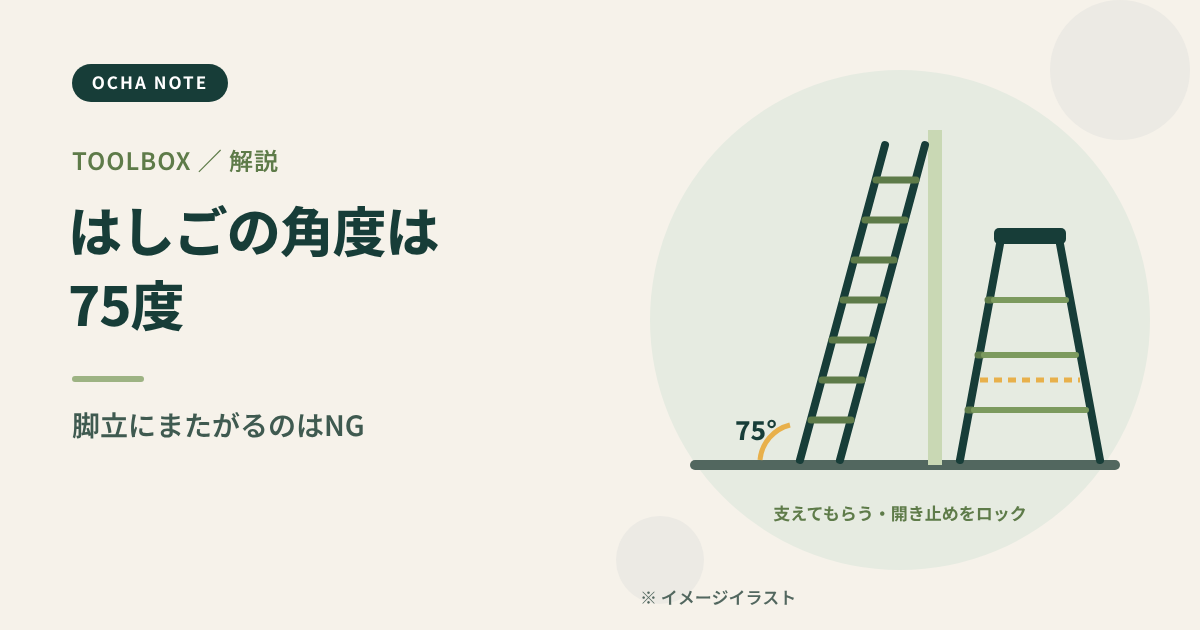 OCHA NOTE
TOOLBOX ／ 解説
はしごの角度は
75度
脚立にまたがるのはNG
75°
支えてもらう・開き止めをロック
※ イメージイラスト